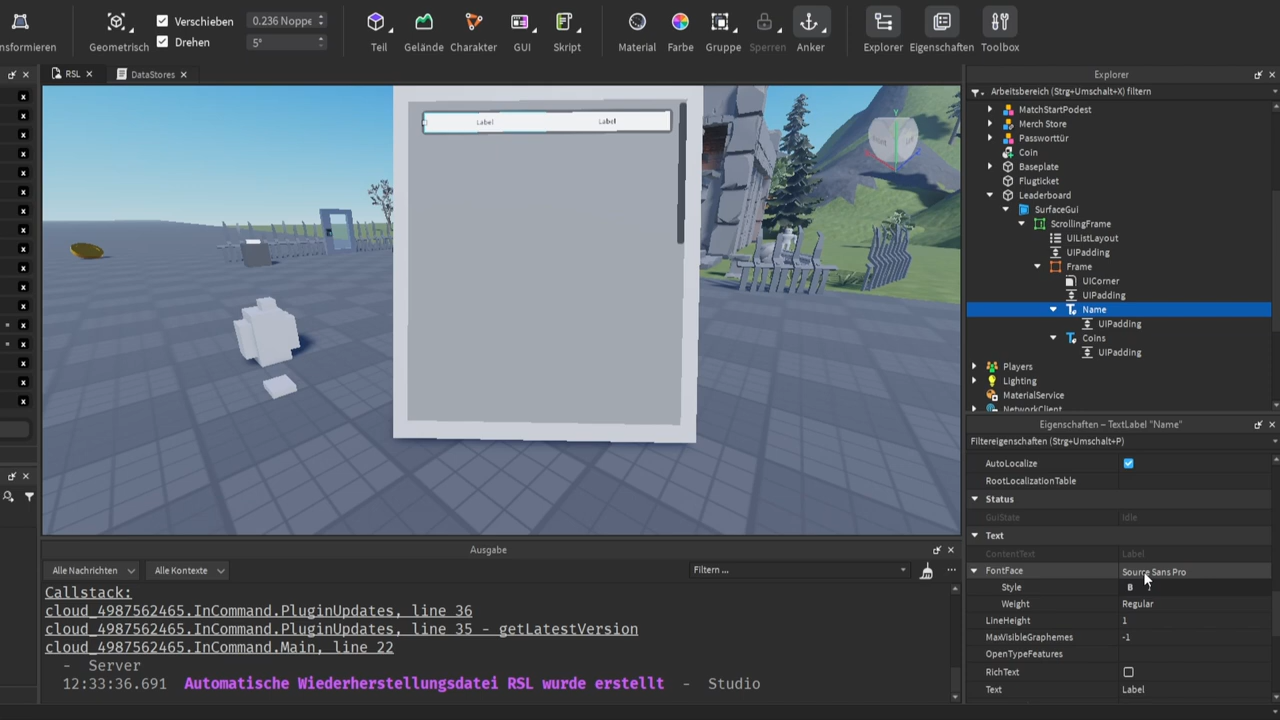 Verschieben
0.236 Noppe
Drehen
5°
nsformieren
Geometrisch
Teil
Gelände
Charakter
GUI
Skript
Material
Farbe
Gruppe
Sperren
Anker
Explorer
Eigenschaften
Toolbox
RSL
DataStores
Label
Label
Explorer
Arbeitsbereich (Strg+Umschalt+X) filtern
MatchStartPodest
Merch Store
Passworttür
Coin
Baseplate
Flugticket
Leaderboard
SurfaceGui
ScrollingFrame
UIListLayout
UIPadding
Frame
UICorner
UIPadding
Name
UIPadding
Coins
UIPadding
Players
Lighting
MaterialService
NetworkClient
Eigenschaften – TextLabel "Name"
Filtereigenschaften (Strg+Umschalt+P)
AutoLocalize
RootLocalizationTable
Status
GuiState Idle
Text
ContentText Label
FontFace Source Sans Pro
Style B
Weight Regular
LineHeight 1
MaxVisibleGraphemes -1
OpenTypeFeatures
RichText
Text Label
Ausgabe
Alle Nachrichten
Alle Kontexte
Filtern ...
Callstack:
cloud_4987562465.InCommand.PluginUpdates, line 36
cloud_4987562465.InCommand.PluginUpdates, line 35 - getLatestVersion
cloud_4987562465.InCommand.Main, line 22
- Server
12:33:36.691 Automatische Wiederherstellungsdatei RSL wurde erstellt - Studio